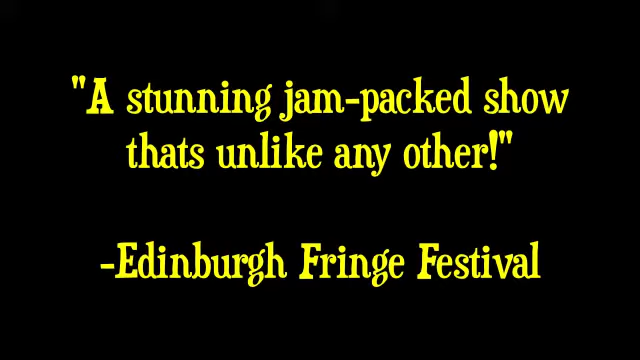 "A stunning jam-packed show
thats unlike any other!"
-Edinburgh Fringe Festival